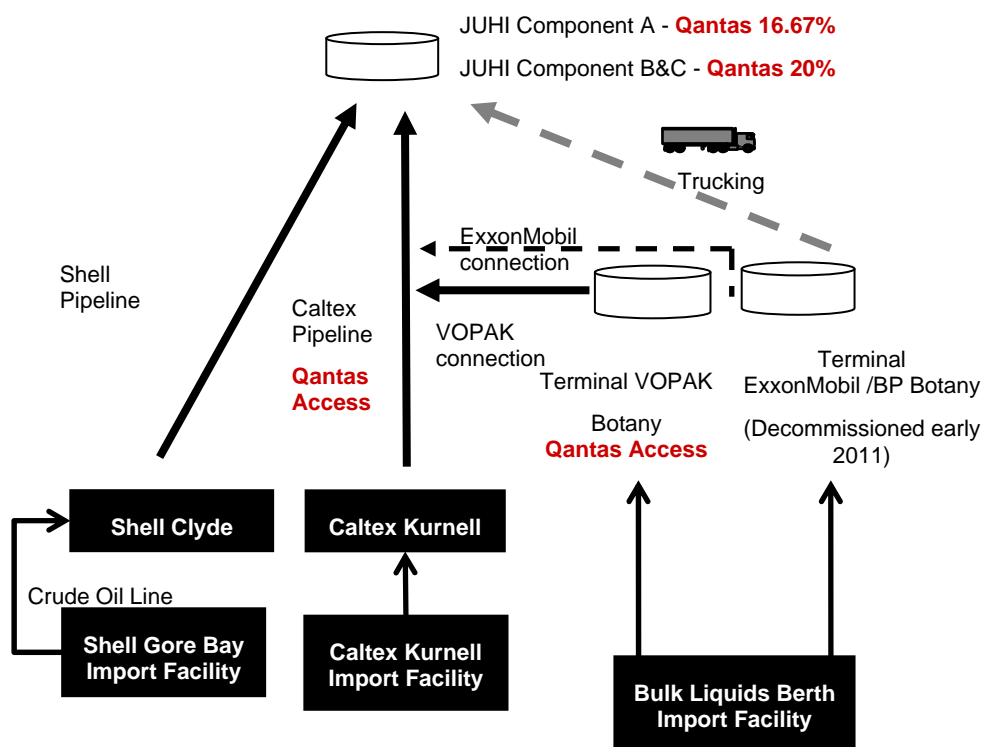 JUHI Component A - Qantas 16.67%
JUHI Component B&C - Qantas 20%
Trucking
ExxonMobil
connection
Shell
Pipeline
Caltex
Pipeline
Qantas
Access
VOPAK
connection
Terminal VOPAK
Botany
Qantas Access
Terminal
ExxonMobil /BP Botany
(Decommissioned early
2011)
Shell Clyde
Caltex Kurnell
Crude Oil Line
Shell Gore Bay
Import Facility
Caltex Kurnell
Import Facility
Bulk Liquids Berth
Import Facility